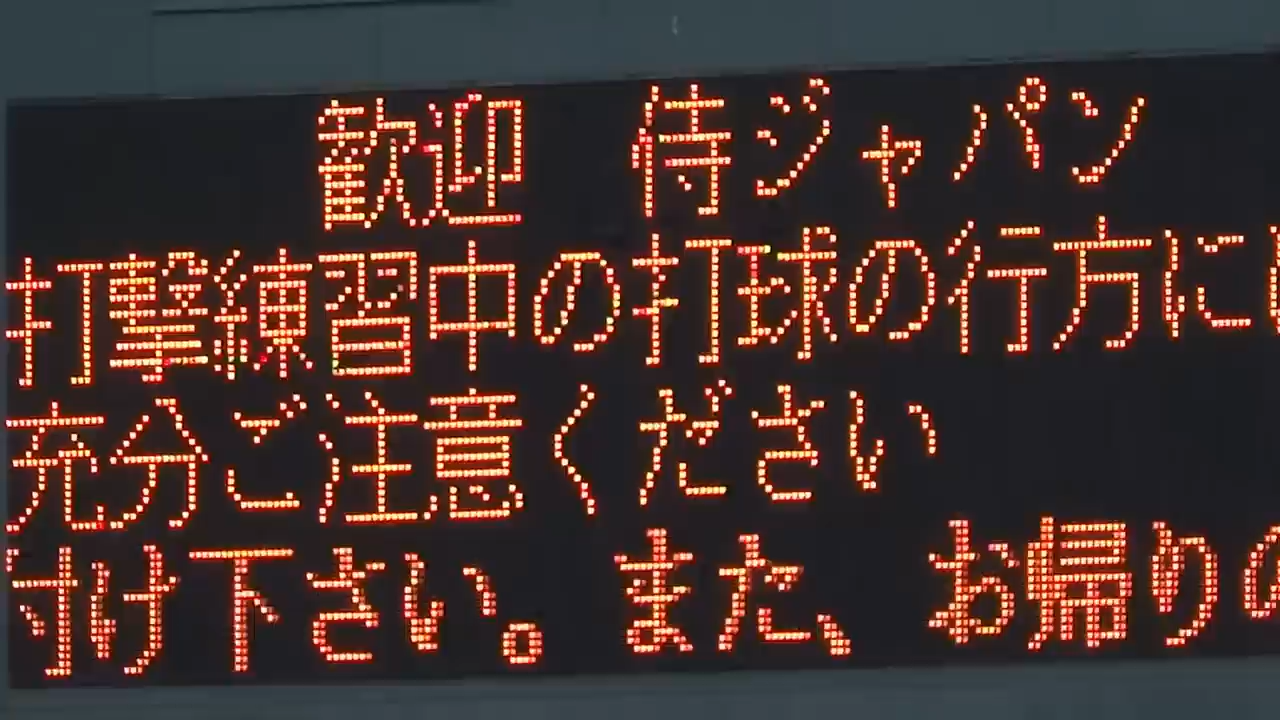 歓迎　侍ジャパン
打撃練習中の打球の行方に
充分ご注意ください
付け下さい。　また、　お帰りの